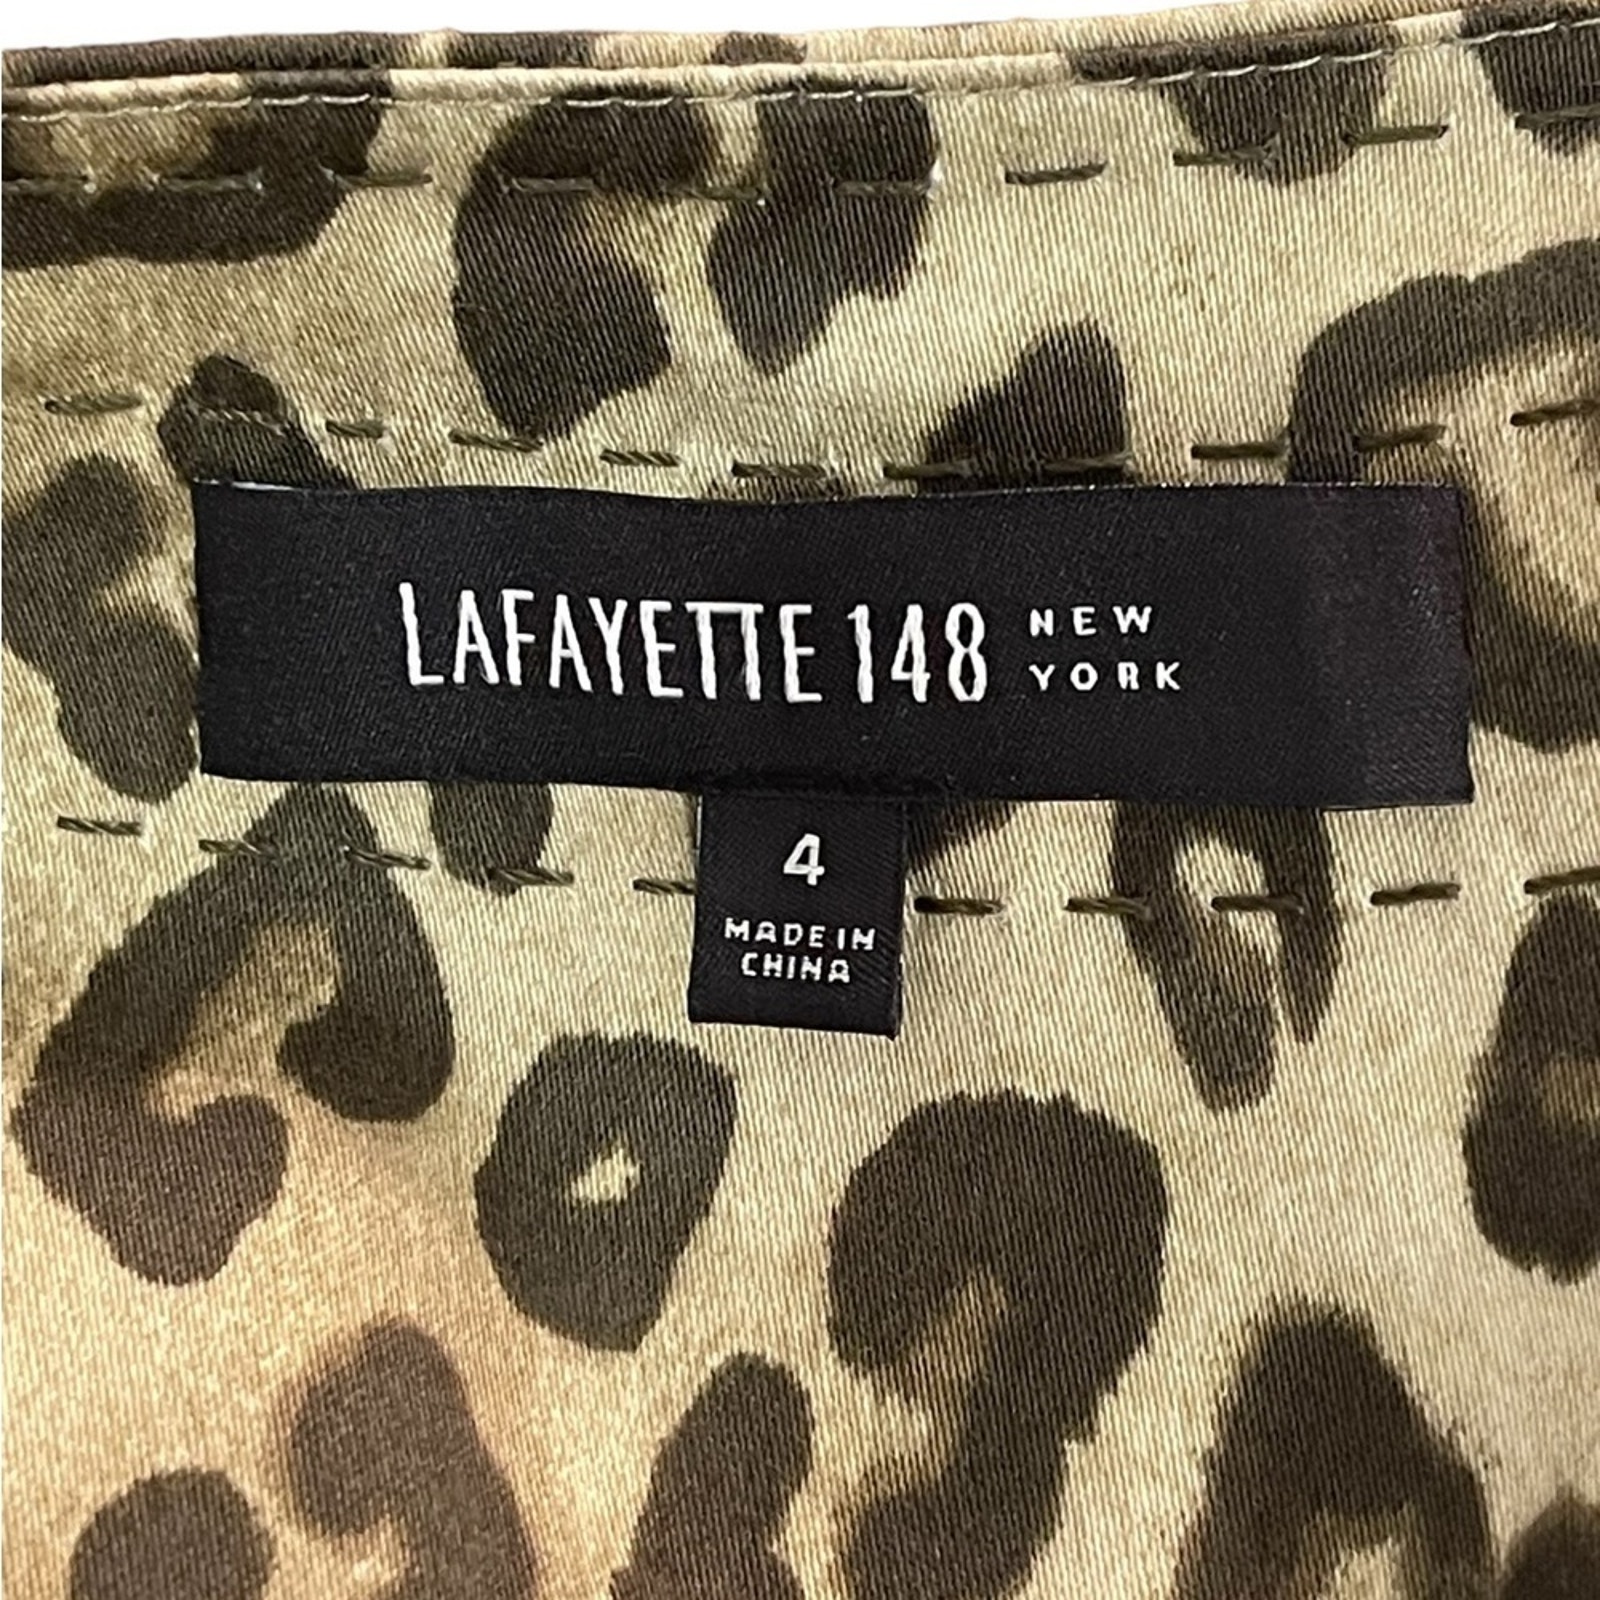 LAFAYETTE 148 NEW YORK
4
MADE IN
CHINA